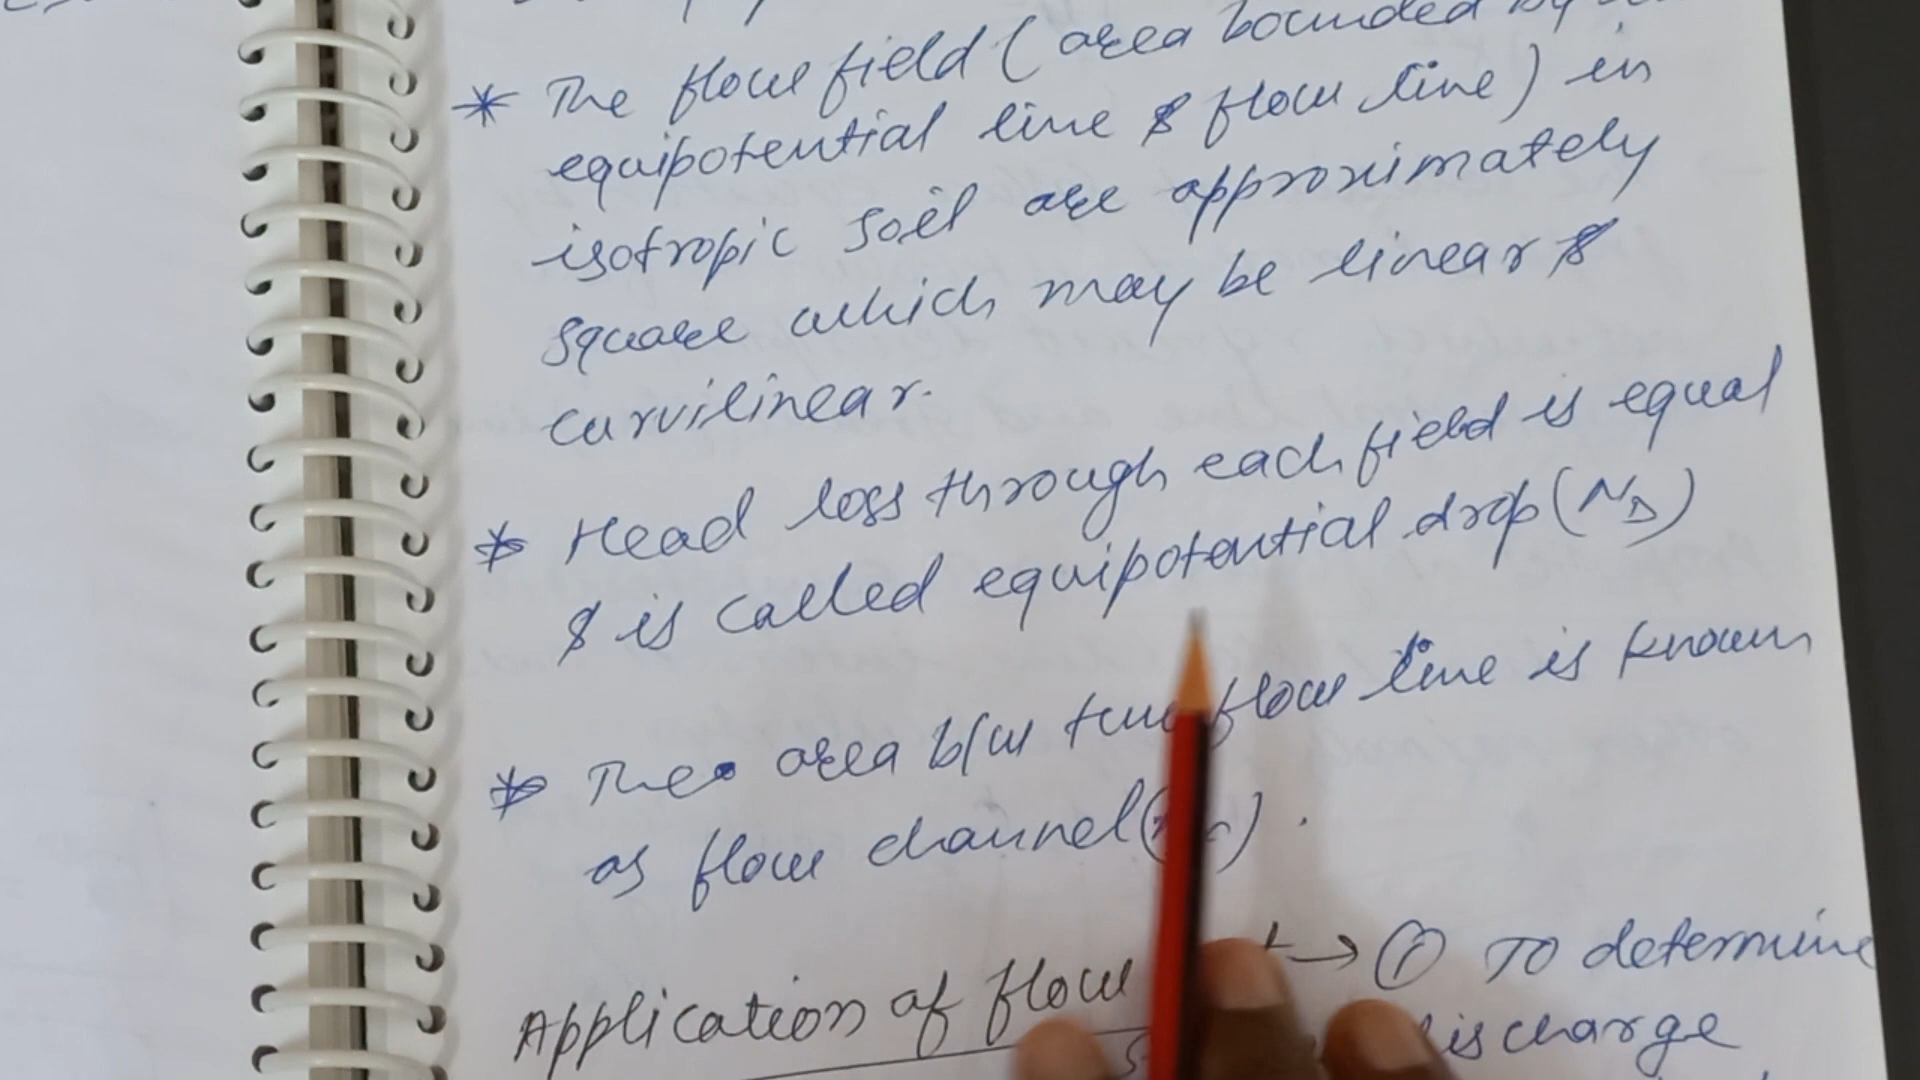 * The flow field (area bounded by
equipotential line & flow line) in
isotropic soil are approximately
square which may be linear &
curvilinear.
* Head loss through each field is equal
& is called equipotential drop (ND)
* The area b/w two flow line is known
as flow channel
Application of flow → ① To determine
discharge